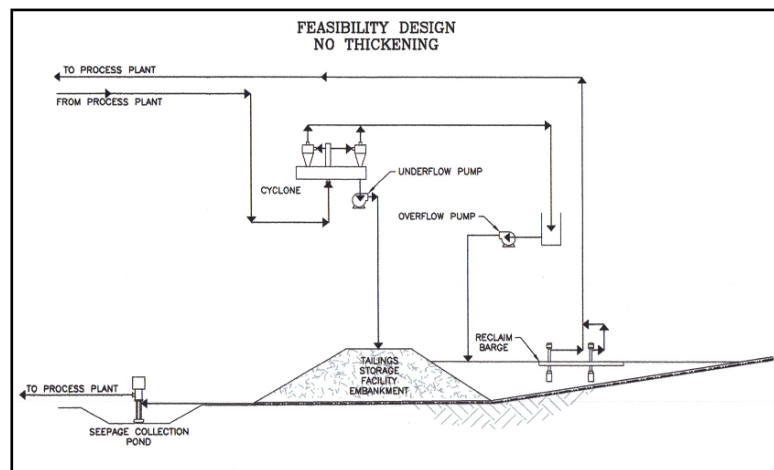 FEASIBILITY DESIGN
NO THICKENING
TO PROCESS PLANT
FROM PROCESS PLANT
CYCLONE
UNDERFLOW PUMP
OVERFLOW PUMP
RECLAIM
BARGE
TAILINGS
STORAGE
FACILITY
EMBANKMENT
TO PROCESS PLANT
SEEPAGE COLLECTION
POND